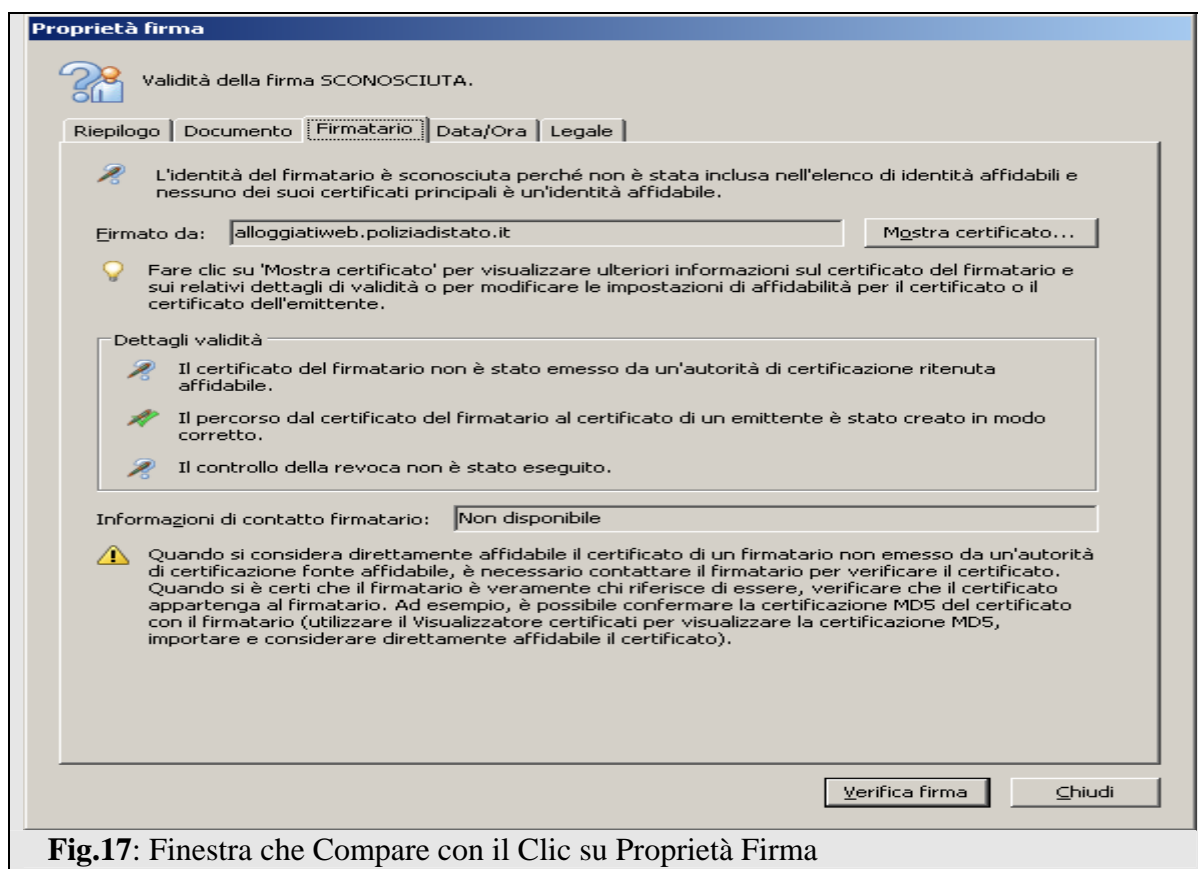 Proprietà firma
Validità della firma SCONOSCIUTA.
Riepilogo Documento Firmatario Data/Ora Legale
L'identità del firmatario è sconosciuta perché non è stata inclusa nell'elenco di identità affidabili e
nessuno dei suoi certificati principali è un'identità affidabile.
Firmato da: alloggiatiweb.poliziadistato.it Mostra certificato...
Fare clic su 'Mostra certificato' per visualizzare ulteriori informazioni sul certificato del firmatario e
sui relativi dettagli di validità o per modificare le impostazioni di affidabilità per il certificato o il
certificato dell'emittente.
Dettagli validità
Il certificato del firmatario non è stato emesso da un'autorità di certificazione ritenuta
affidabile.
Il percorso dal certificato del firmatario al certificato di un emittente è stato creato in modo
corretto.
Il controllo della revoca non è stato eseguito.
Informazioni di contatto firmatario: Non disponibile
Quando si considera direttamente affidabile il certificato di un firmatario non emesso da un'autorità
di certificazione fonte affidabile, è necessario contattare il firmatario per verificare il certificato.
Quando si è certi che il firmatario è veramente chi riferisce di essere, verificare che il certificato
appartenga al firmatario. Ad esempio, è possibile confermare la certificazione MD5 del certificato
con il firmatario (utilizzare il Visualizzatore certificati per visualizzare la certificazione MD5,
importare e considerare direttamente affidabile il certificato).
Verifica firma Chiudi
Fig.17: Finestra che Compare con il Clic su Proprietà Firma